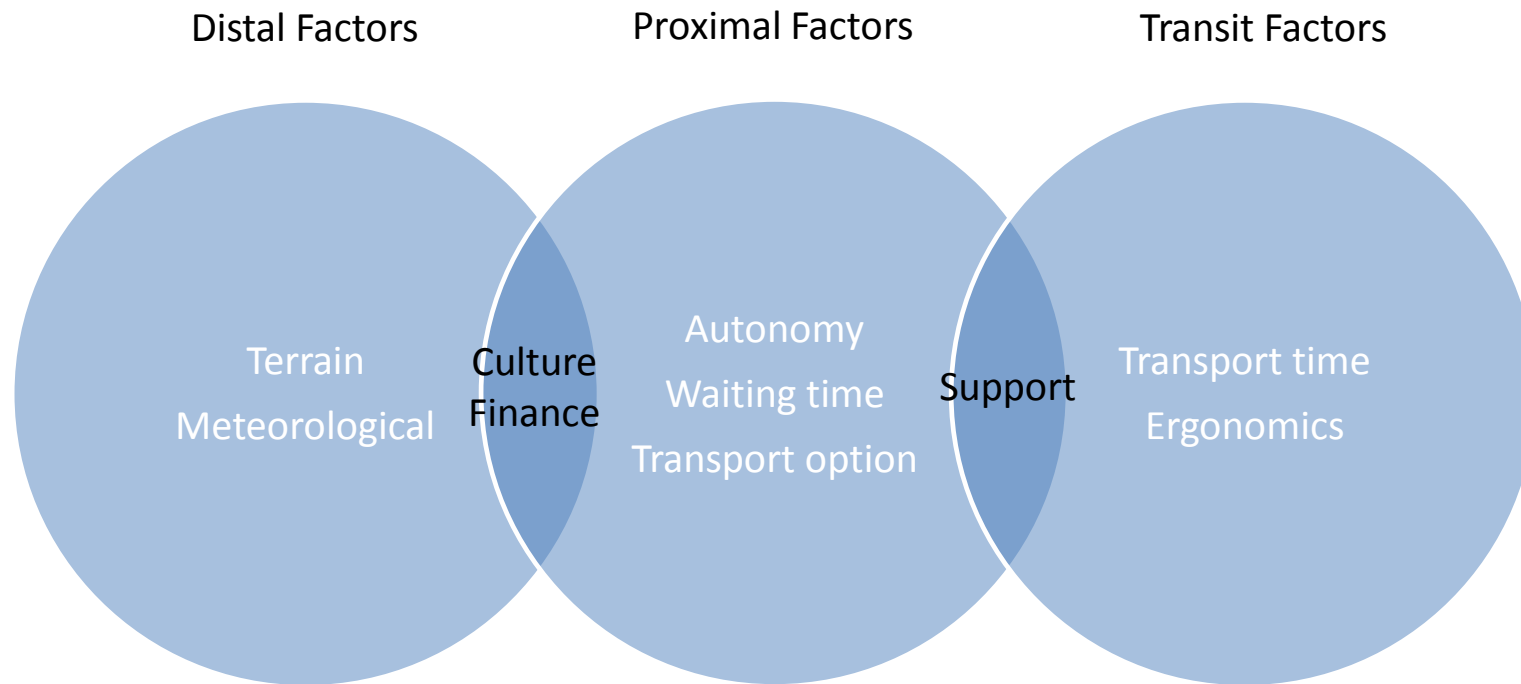 Distal Factors
Proximal Factors
Transit Factors
Terrain
Meteorological
Culture
Finance
Autonomy
Waiting time
Transport option
Support
Transport time
Ergonomics